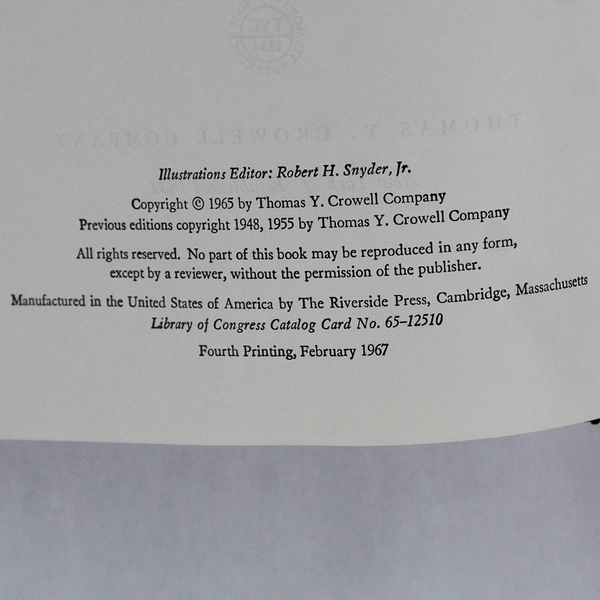 Illustrations Editor: Robert H. Snyder, Jr.
Copyright © 1965 by Thomas Y. Crowell Company
Previous editions copyright 1948, 1955 by Thomas Y. Crowell Company
All rights reserved. No part of this book may be reproduced in any form,
except by a reviewer, without the permission of the publisher.
Manufactured in the United States of America by The Riverside Press, Cambridge, Massachusetts
Library of Congress Catalog Card No. 65–12510
Fourth Printing, February 1967